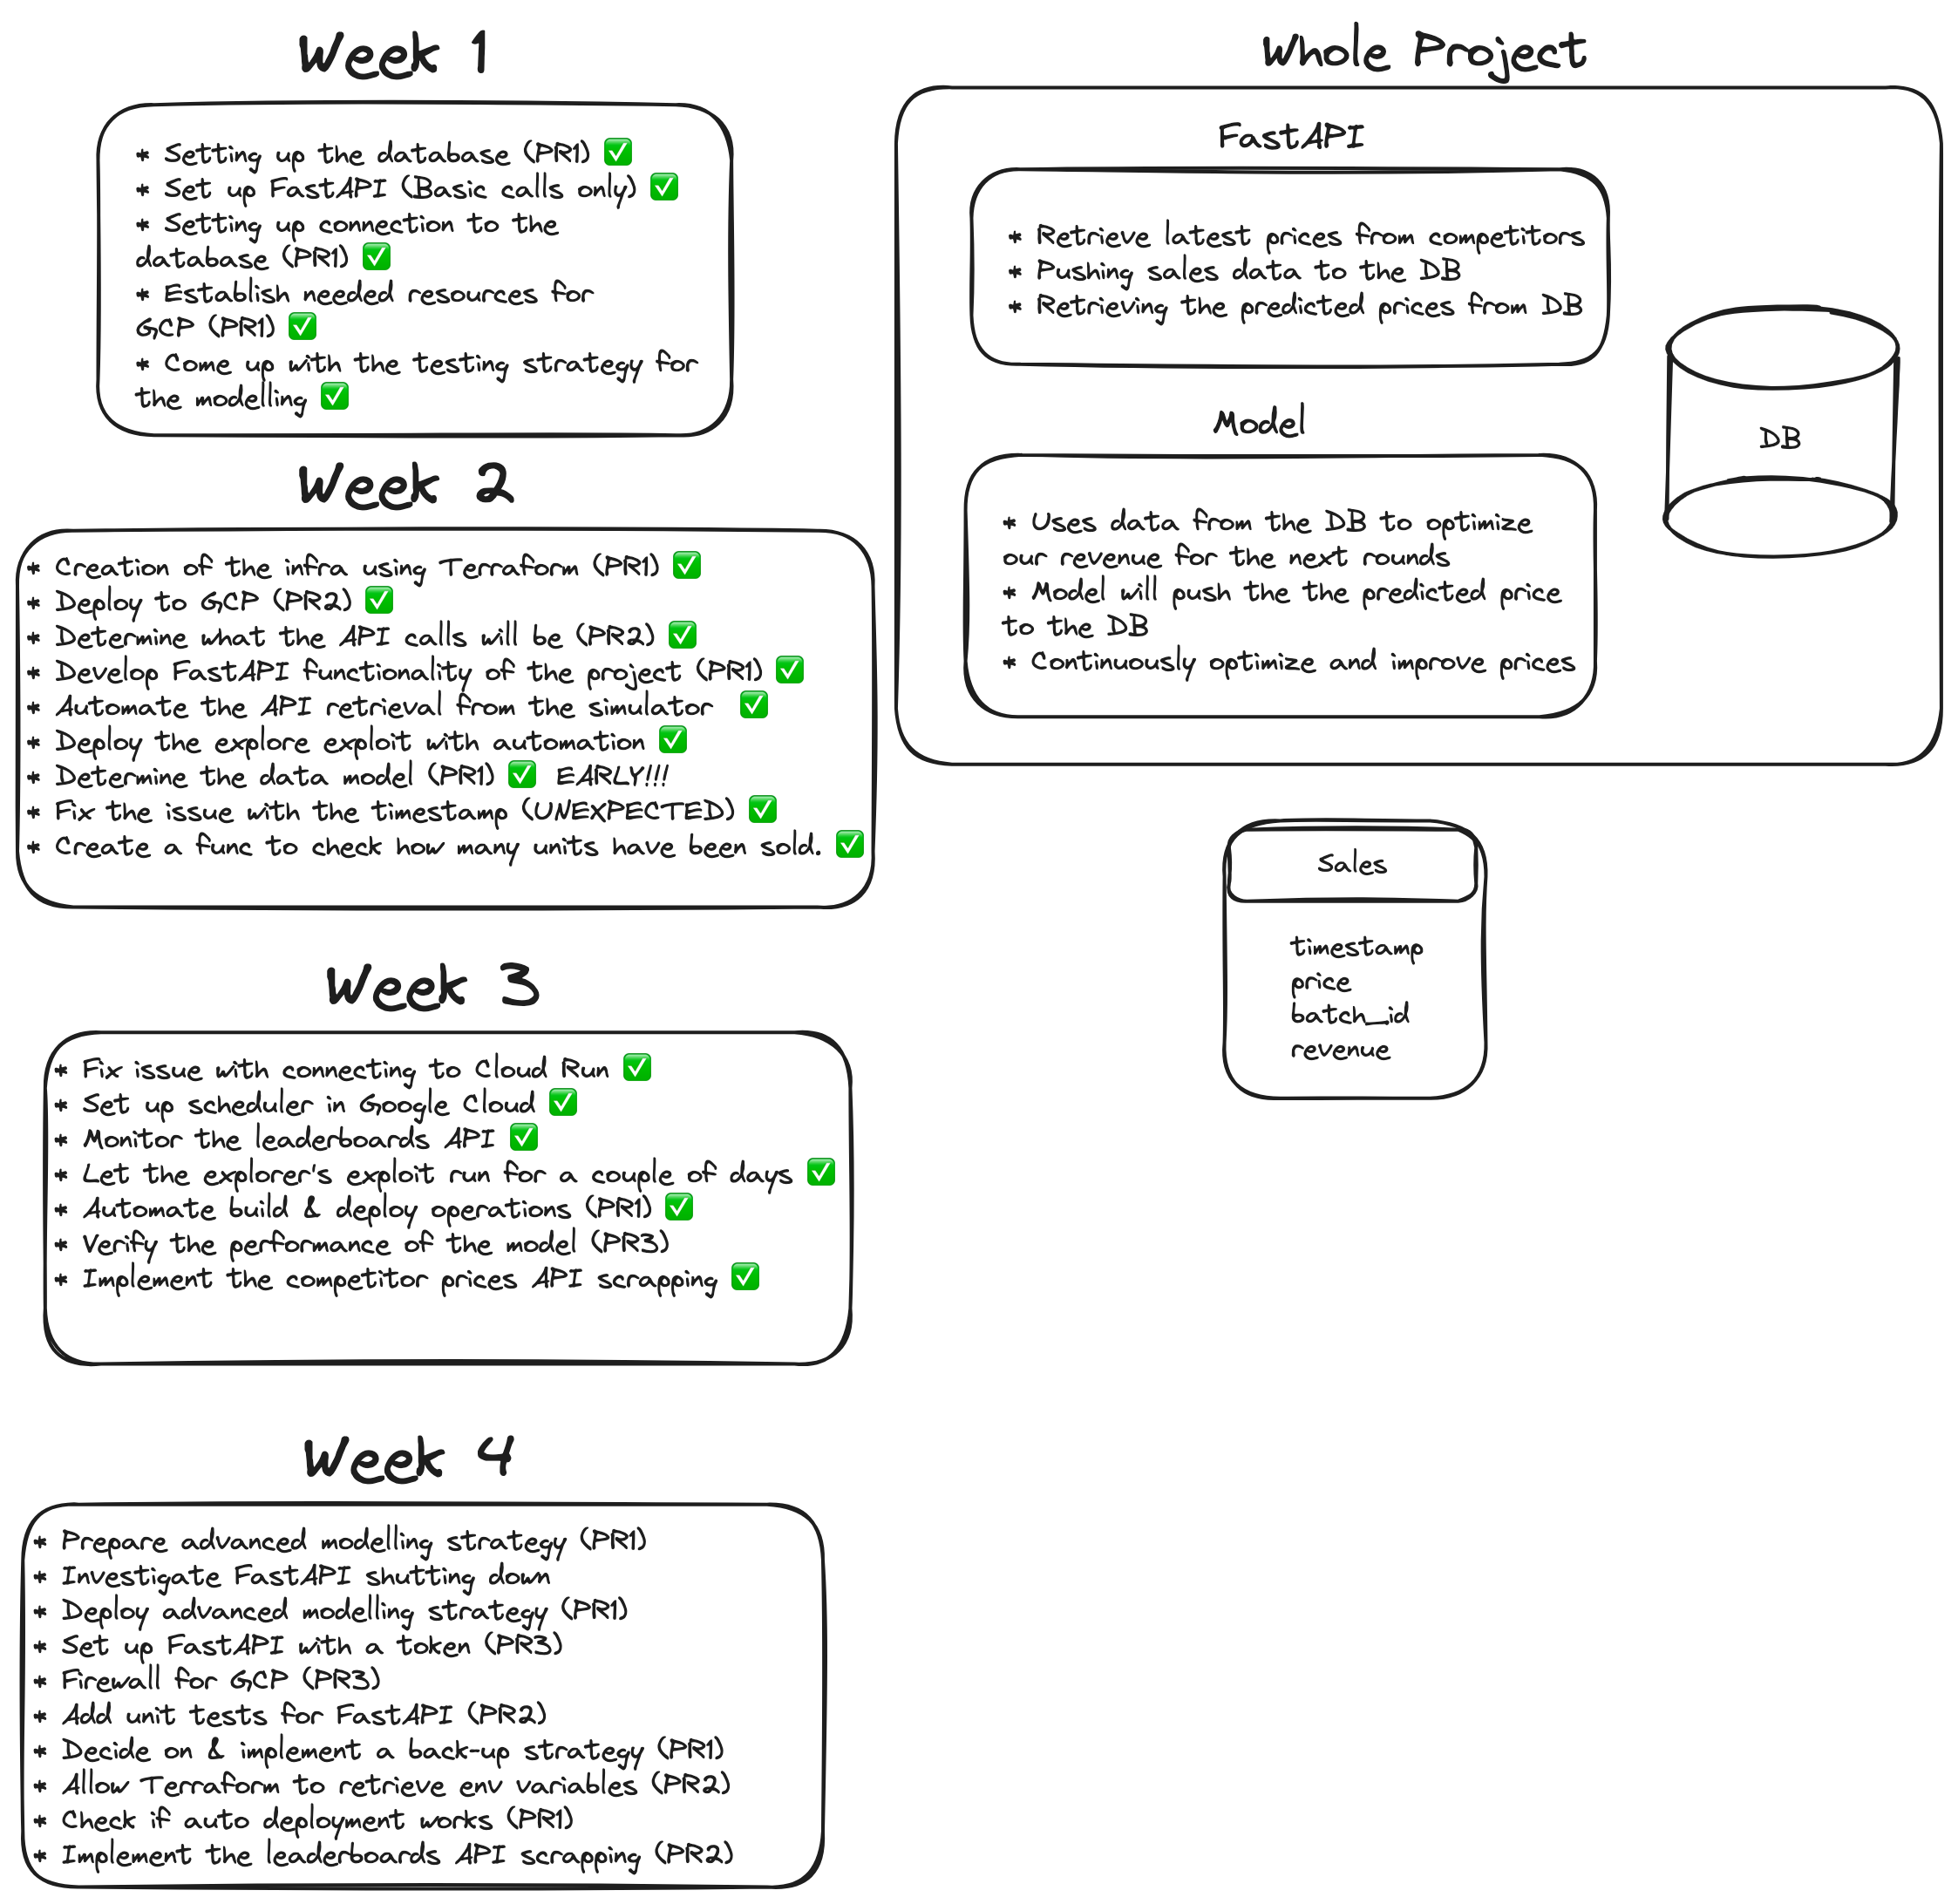 Week 1
* Setting up the database (PR1) ✅
* Set up FastAPI (Basic calls only) ✅
* Setting up connection to the
database (PR1) ✅
* Establish needed resources for
GCP (PR1) ✅
* Come up with the testing strategy for
the modelling ✅
Week 2
* Creation of the infra using Terraform (PR1) ✅
* Deploy to GCP (PR2) ✅
* Determine what the API calls will be (PR2) ✅
* Develop FastAPI functionality of the project (PR1) ✅
* Automate the API retrieval from the simulator ✅
* Deploy the explore exploit with automation ✅
* Determine the data model (PR1) ✅ EARLY!!!
* Fix the issue with the timestamp (UNEXPECTED) ✅
* Create a func to check how many units have been sold. ✅
Week 3
* Fix issue with connecting to Cloud Run ✅
* Set up scheduler in Google Cloud ✅
* Monitor the leaderboards API ✅
* Let the explorer's exploit run for a couple of days ✅
* Automate build & deploy operations (PR1) ✅
* Verify the performance of the model (PR3)
* Implement the competitor prices API scrapping ✅
Week 4
* Prepare advanced modelling strategy (PR1)
* Investigate FastAPI shutting down
* Deploy advanced modelling strategy (PR1)
* Set up FastAPI with a token (PR3)
* Firewall for GCP (PR3)
* Add unit tests for FastAPI (PR2)
* Decide on & implement a back-up strategy (PR1)
* Allow Terraform to retrieve env variables (PR2)
* Check if auto deployment works (PR1)
* Implement the leaderboards API scrapping (PR2)
Whole Project
FastAPI
* Retrieve latest prices from competitors
* Pushing sales data to the DB
* Retrieving the predicted prices from DB
Model
* Uses data from the DB to optimize
our revenue for the next rounds
* Model will push the the predicted price
to the DB
* Continuously optimize and improve prices
DB
Sales
timestamp
price
batch_id
revenue